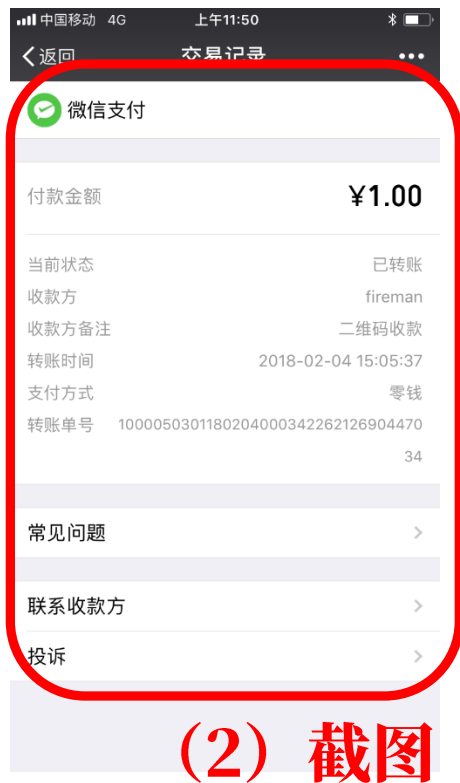 中国移动 4G 上午11:50
返回 交易记录
微信支付
付款金额 ¥1.00
当前状态 已转账
收款方 fireman
收款方备注 二维码收款
转账时间 2018-02-04 15:05:37
支付方式 零钱
转账单号 1000050301180204000342262126904470
34
常见问题
联系收款方
投诉
（2）截图